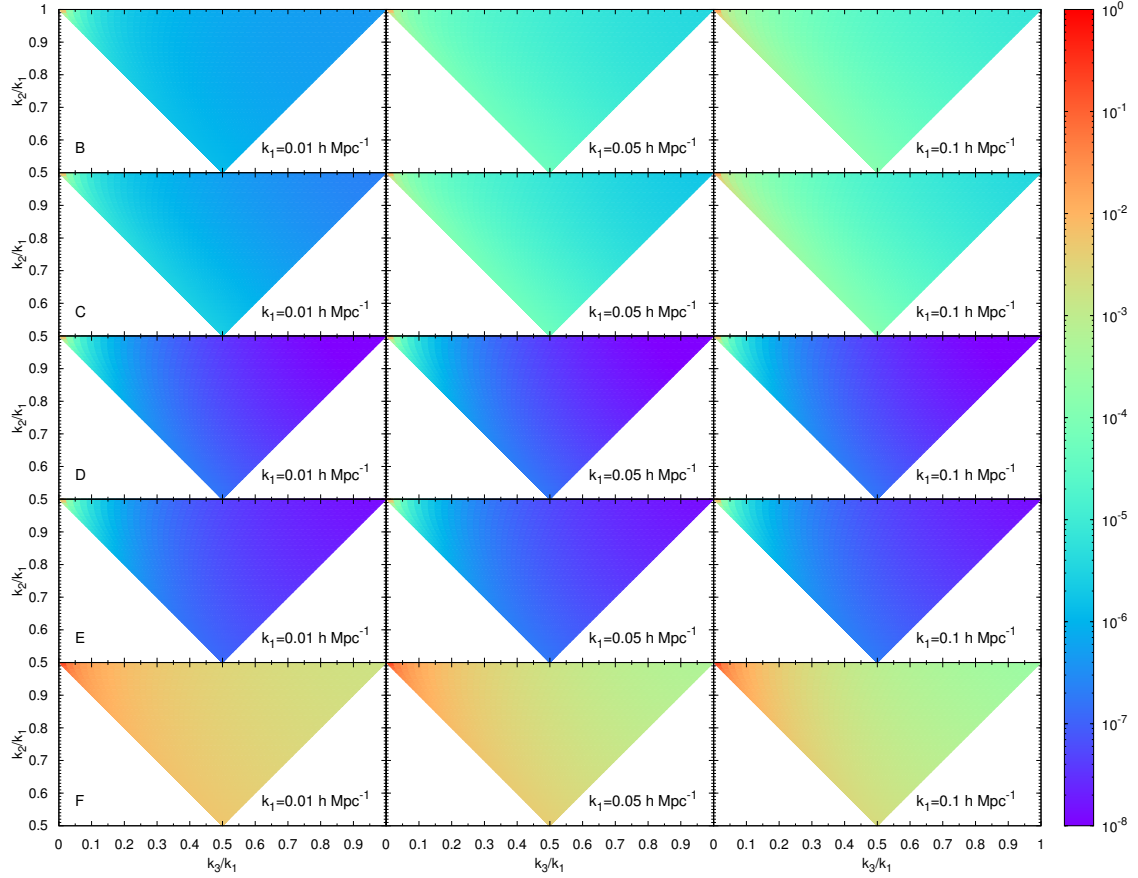 1
0.9
0.8
0.7
0.6
k2/k1
B
k1=0.01 h Mpc-1
k1=0.05 h Mpc-1
k1=0.1 h Mpc-1
0.5
0.9
0.8
0.7
0.6
k2/k1
C
k1=0.01 h Mpc-1
k1=0.05 h Mpc-1
k1=0.1 h Mpc-1
0.5
0.9
0.8
0.7
0.6
k2/k1
D
k1=0.01 h Mpc-1
k1=0.05 h Mpc-1
k1=0.1 h Mpc-1
0.5
0.9
0.8
0.7
0.6
k2/k1
E
k1=0.01 h Mpc-1
k1=0.05 h Mpc-1
k1=0.1 h Mpc-1
0.5
0.9
0.8
0.7
0.6
0.5
k2/k1
F
k1=0.01 h Mpc-1
k1=0.05 h Mpc-1
k1=0.1 h Mpc-1
0 0.1 0.2 0.3 0.4 0.5 0.6 0.7 0.8 0.9
0 0.1 0.2 0.3 0.4 0.5 0.6 0.7 0.8 0.9
0 0.1 0.2 0.3 0.4 0.5 0.6 0.7 0.8 0.9 1
k3/k1
k3/k1
k3/k1
10^0
10^-1
10^-2
10^-3
10^-4
10^-5
10^-6
10^-7
10^-8